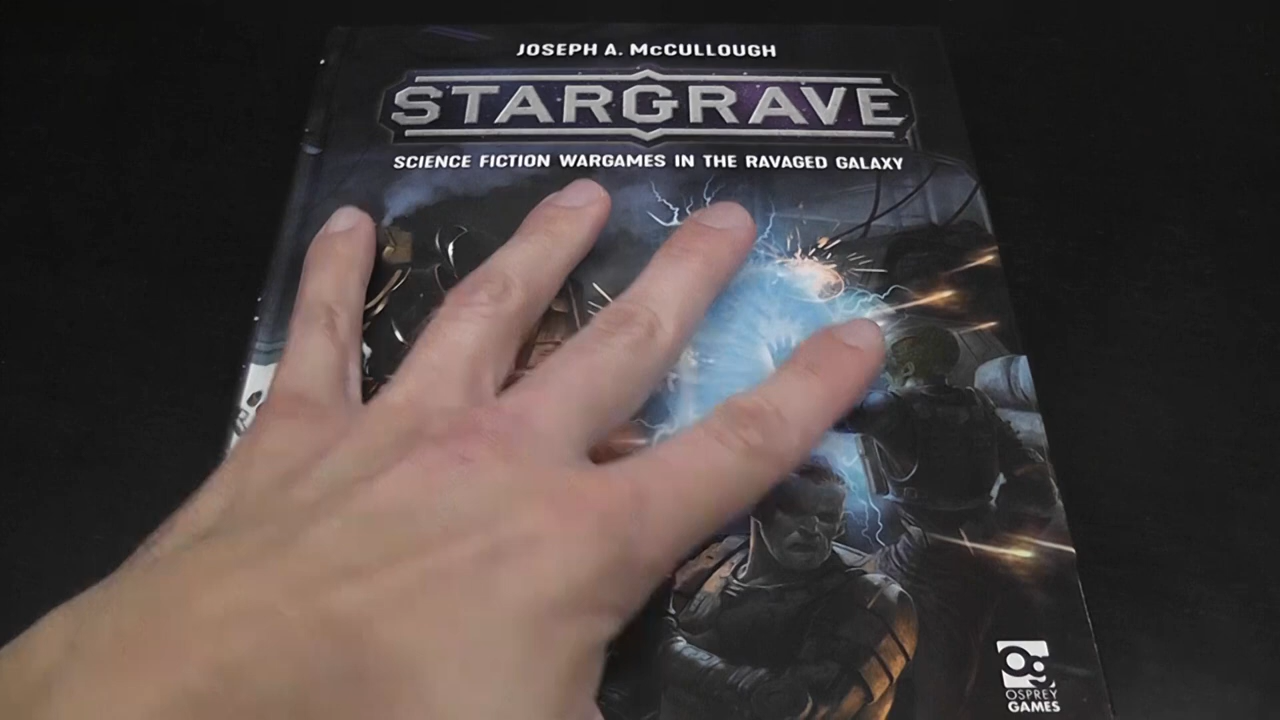 JOSEPH A. McCULLOUGH
STARGRAVE
SCIENCE FICTION WARGAMES IN THE RAVAGED GALAXY
OSPREY
GAMES